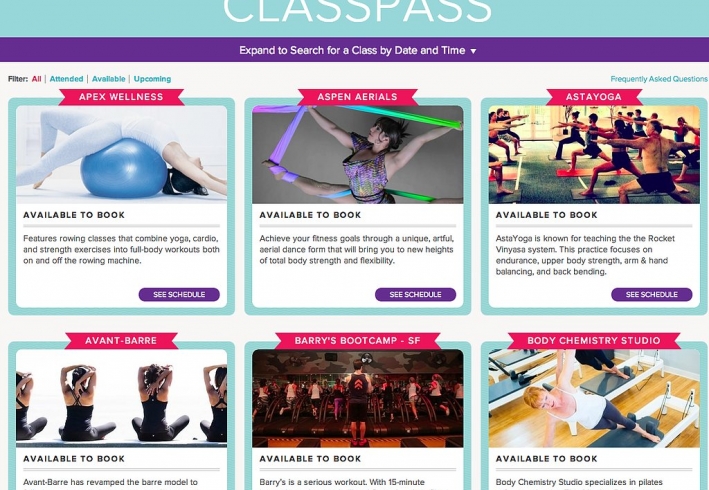 CLASSPASS
Expand to Search for a Class by Date and Time
Filter: All | Attended | Available | Upcoming
Frequently Asked Questions
APEX WELLNESS
AVAILABLE TO BOOK
Features rowing classes that combine yoga, cardio,
and strength exercises into full-body workouts both
on and off the rowing machine.
SEE SCHEDULE
ASPEN AERIALS
AVAILABLE TO BOOK
Achieve your fitness goals through a unique, artful,
aerial dance form that will bring you to new heights
of total body strength and flexibility.
SEE SCHEDULE
ASTAYOGA
AVAILABLE TO BOOK
AstaYoga is known for teaching the the Rocket
Vinyasa system. This practice focuses on
endurance, upper body strength, arm & hand
balancing, and back bending.
SEE SCHEDULE
AVANT-BARRE
AVAILABLE TO BOOK
Avant-Barre has revamped the barre model to
BARRY'S BOOTCAMP - SF
AVAILABLE TO BOOK
Barry's is a serious workout. With 15-minute
BODY CHEMISTRY STUDIO
AVAILABLE TO BOOK
Body Chemistry Studio specializes in pilates